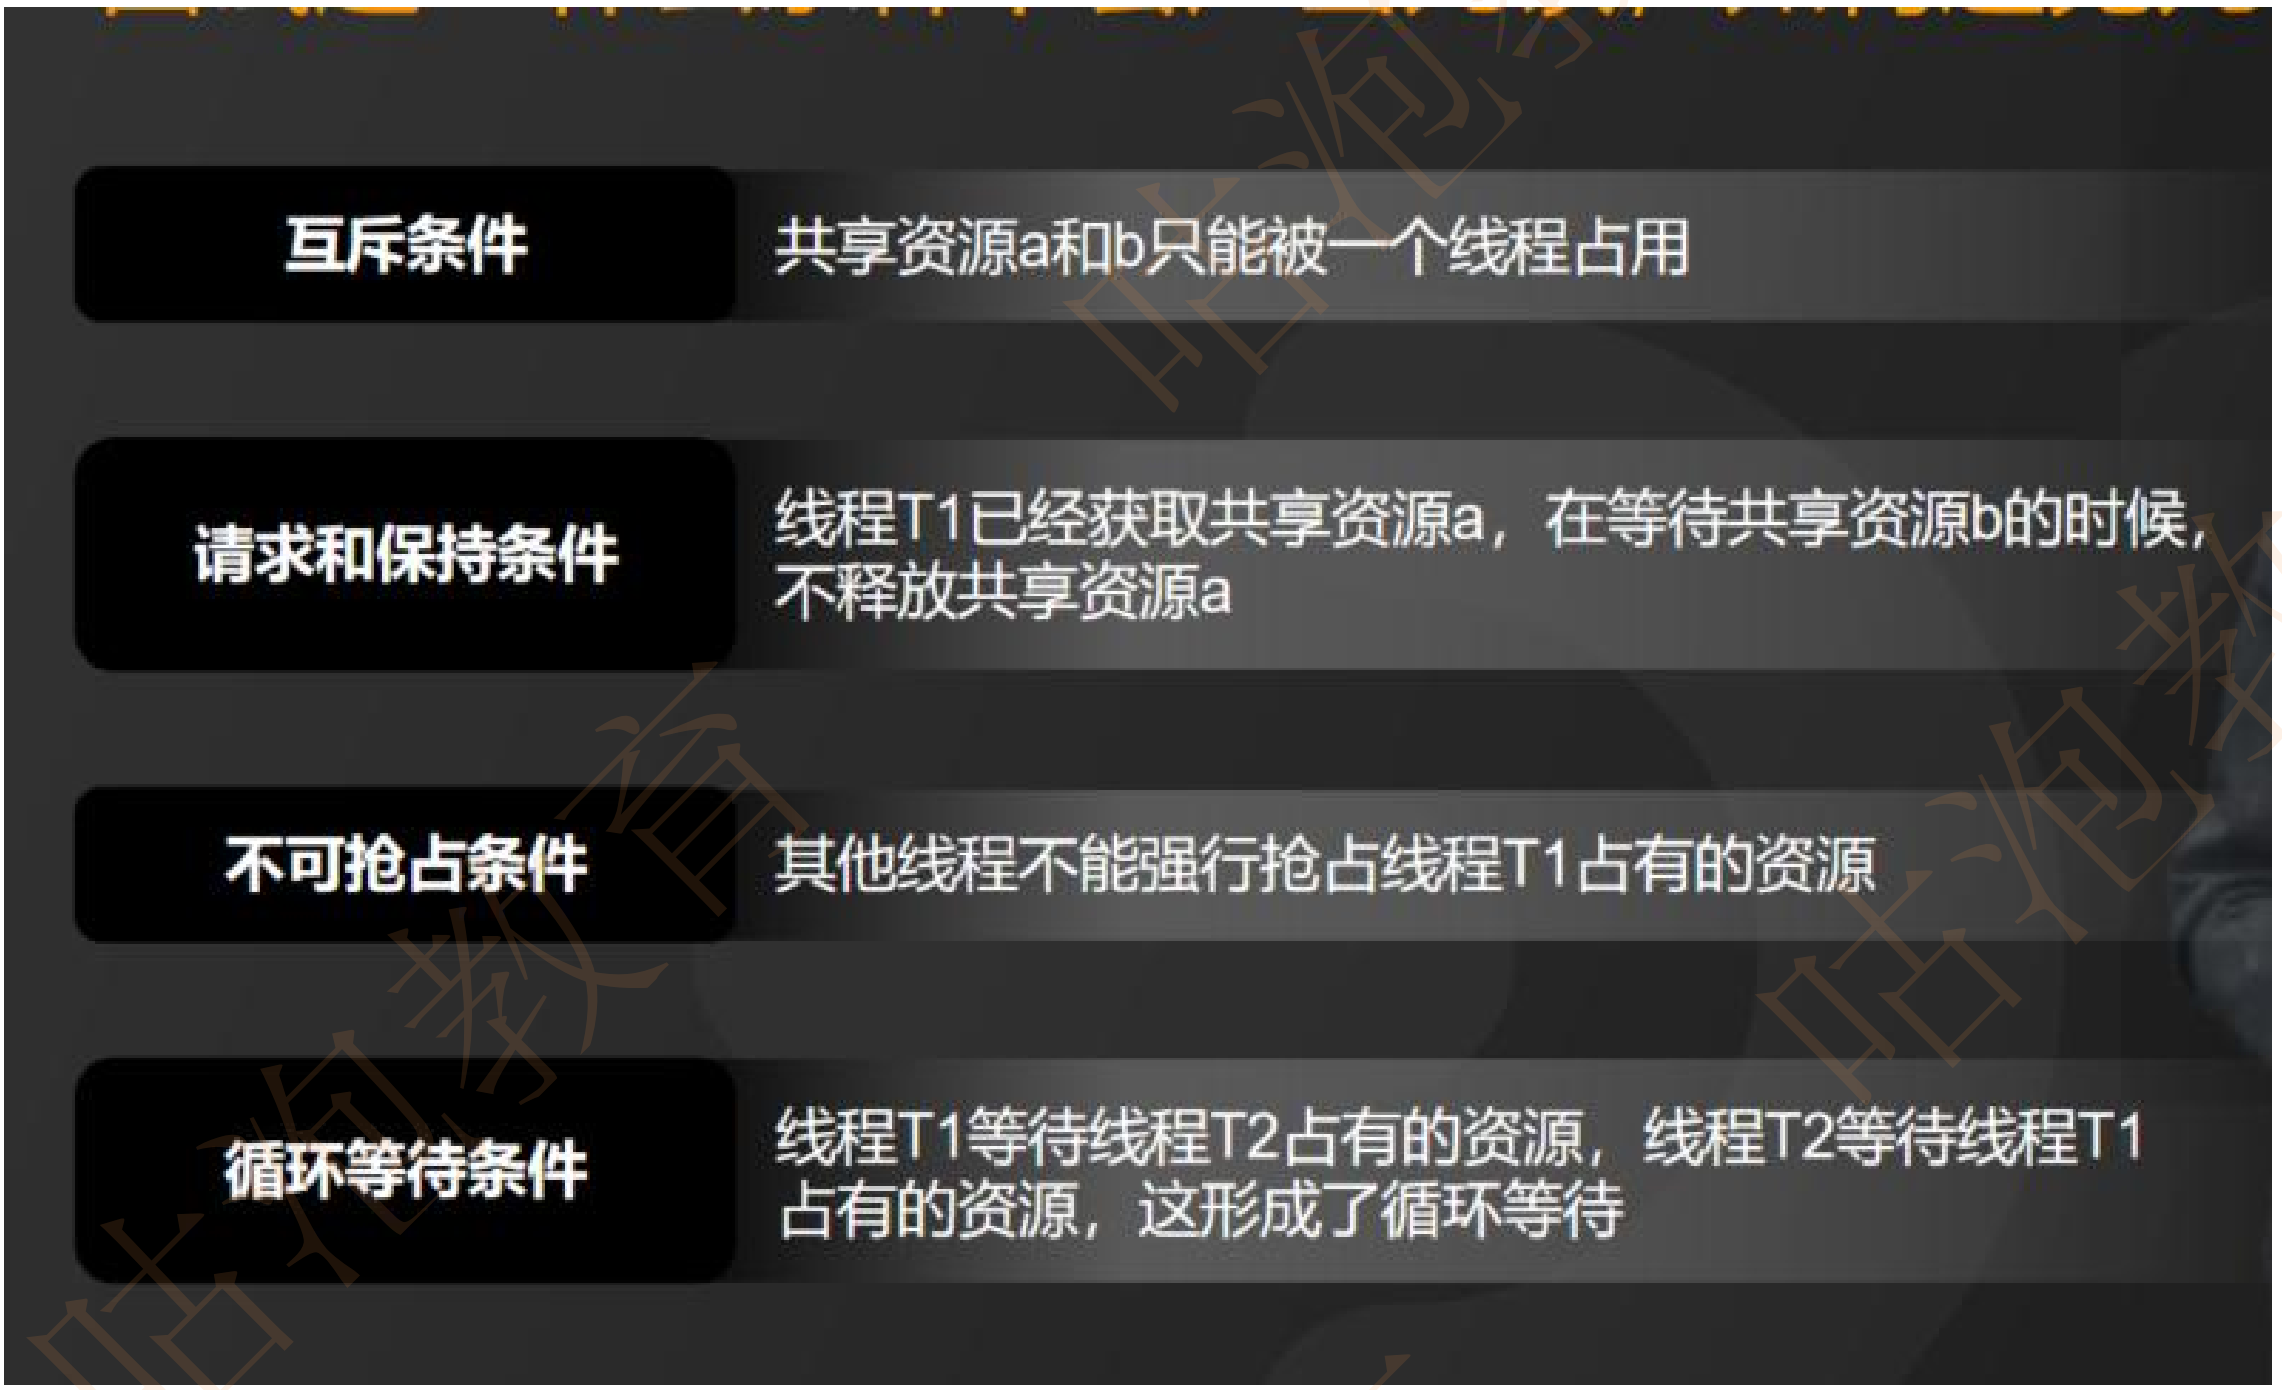 互斥条件
共享资源a和b只能被一个线程占用
请求和保持条件
线程T1已经获取共享资源a，在等待共享资源b的时候，
不释放共享资源a
不可抢占条件
其他线程不能强行抢占线程T1占有的资源
循环等待条件
线程T1等待线程T2占有的资源，线程T2等待线程T1
占有的资源，这形成了循环等待
咕泡教育
咕泡教
咕泡教